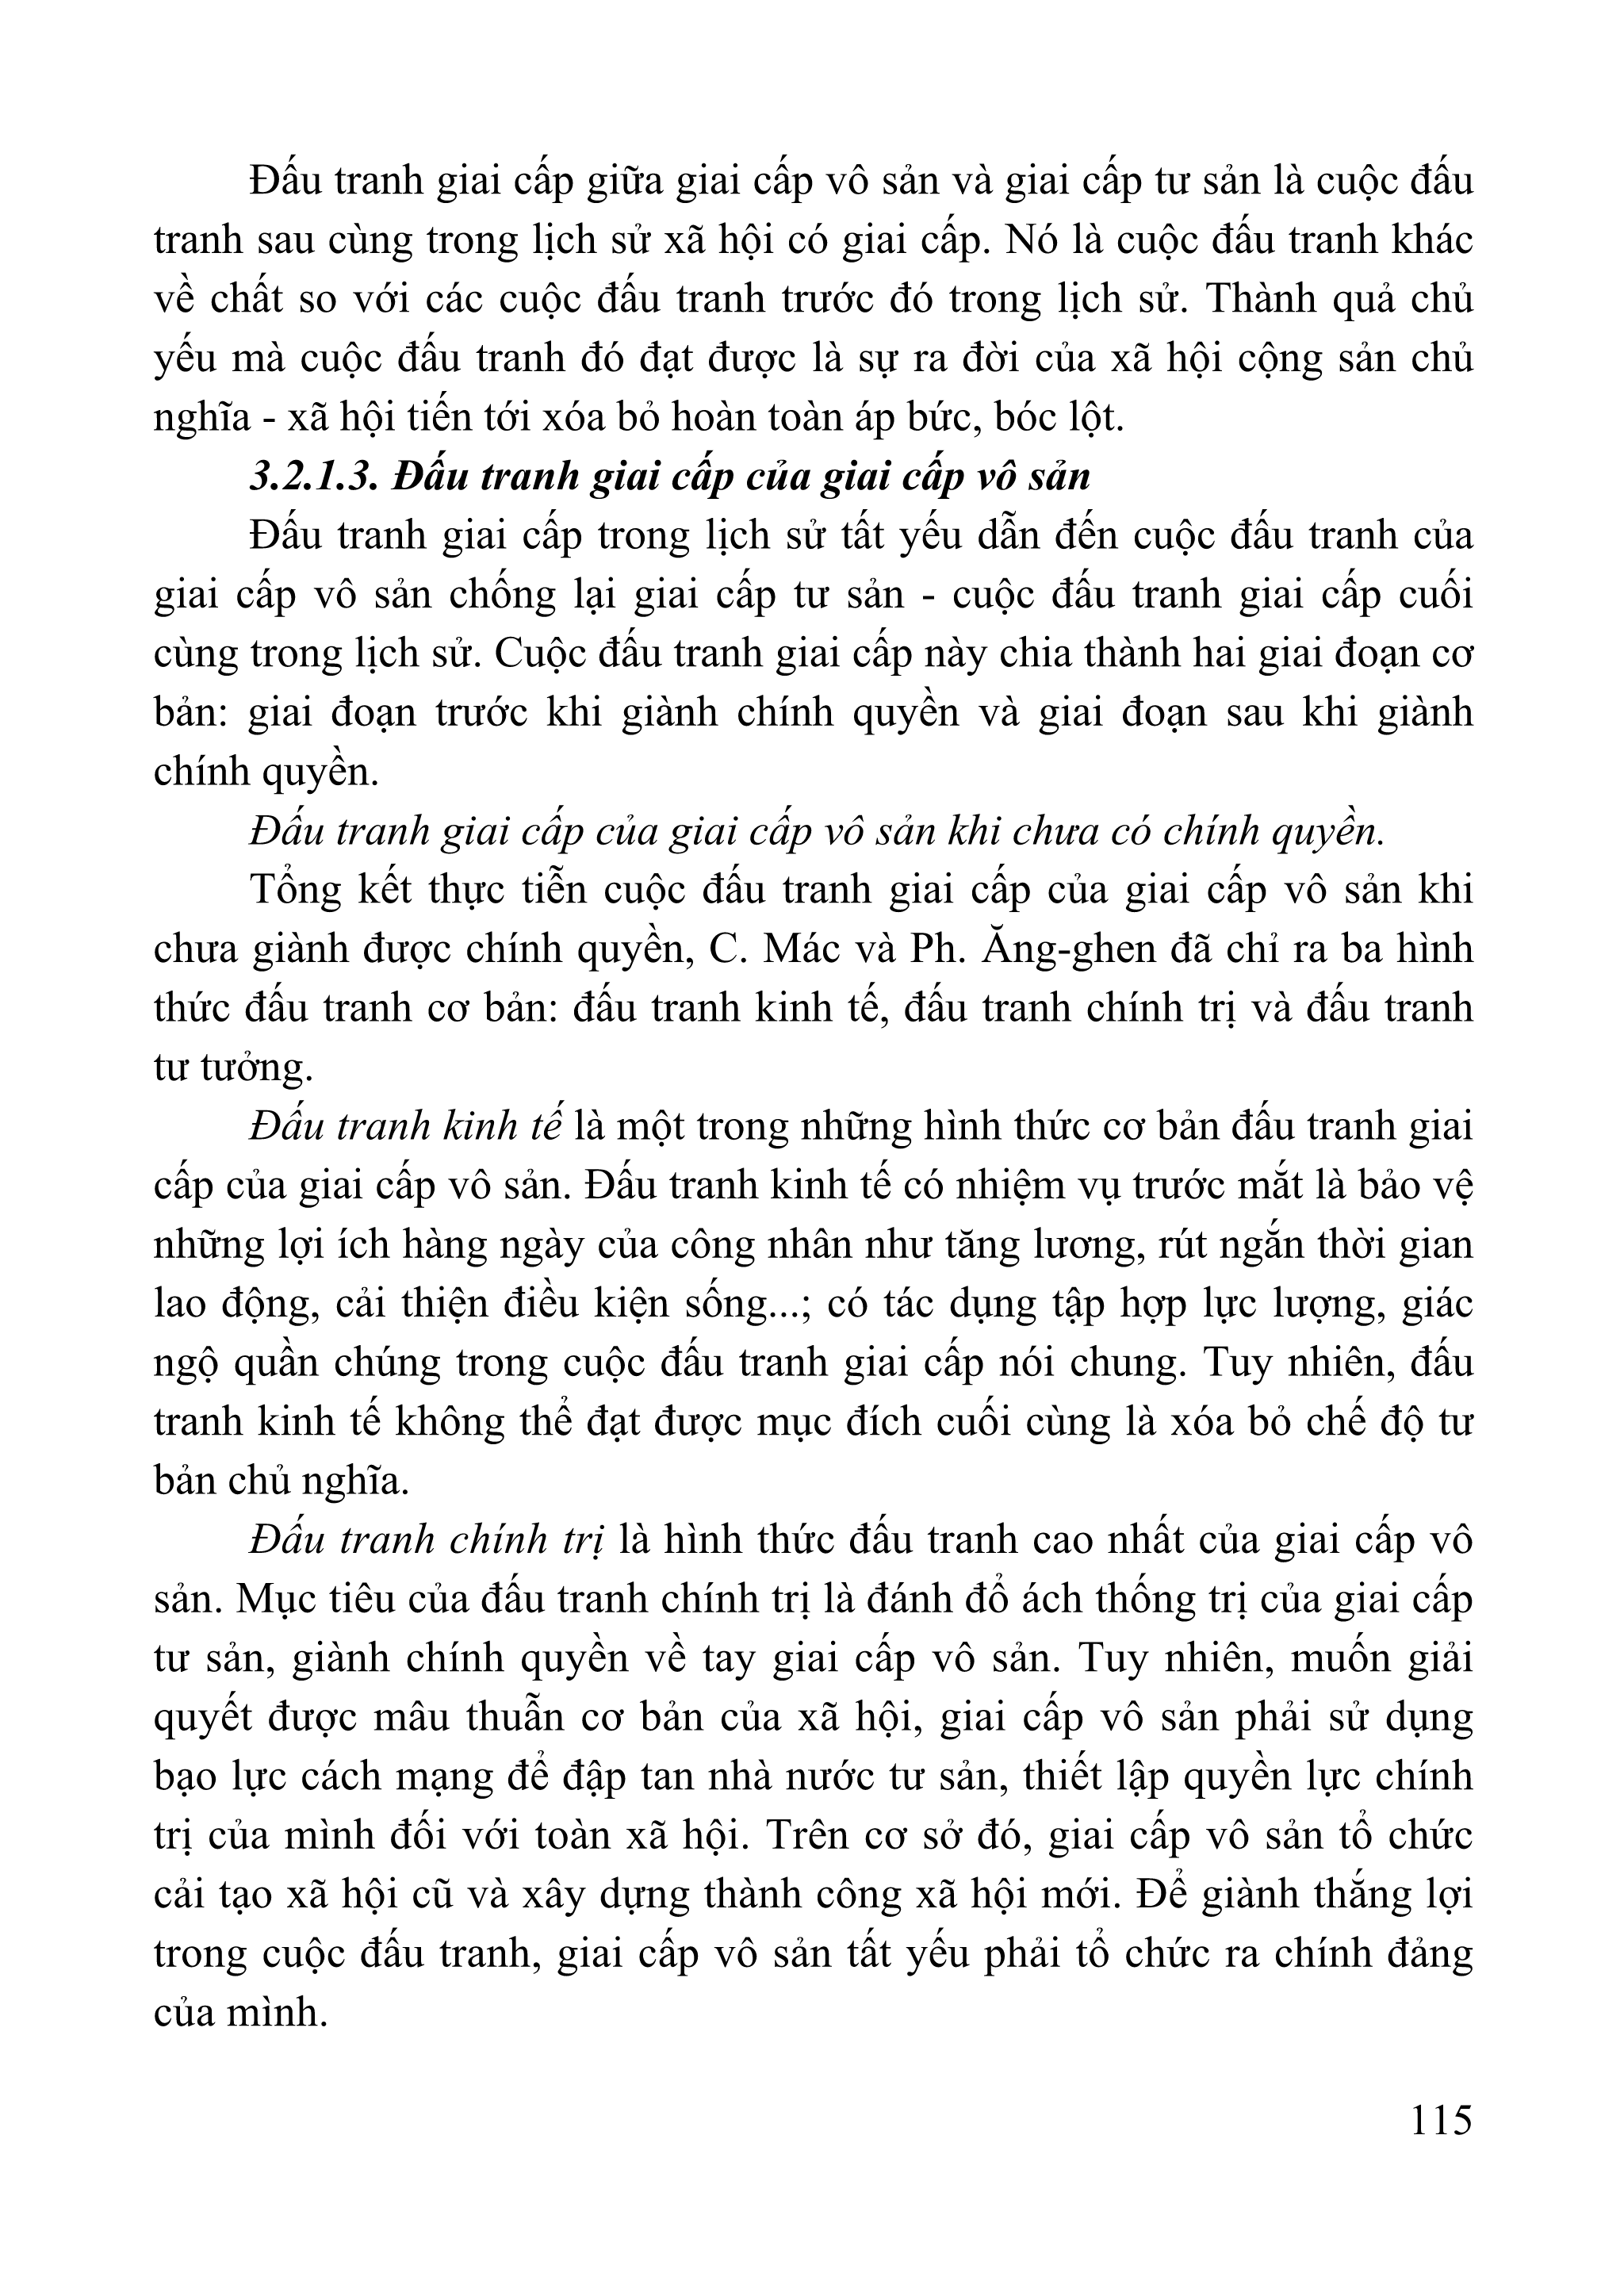 Đấu tranh giai cấp giữa giai cấp vô sản và giai cấp tư sản là cuộc đấu
tranh sau cùng trong lịch sử xã hội có giai cấp. Nó là cuộc đấu tranh khác
về chất so với các cuộc đấu tranh trước đó trong lịch sử. Thành quả chủ
yếu mà cuộc đấu tranh đó đạt được là sự ra đời của xã hội cộng sản chủ
nghĩa - xã hội tiến tới xóa bỏ hoàn toàn áp bức, bóc lột.
3.2.1.3. Đấu tranh giai cấp của giai cấp vô sản
Đấu tranh giai cấp trong lịch sử tất yếu dẫn đến cuộc đấu tranh của
giai cấp vô sản chống lại giai cấp tư sản - cuộc đấu tranh giai cấp cuối
cùng trong lịch sử. Cuộc đấu tranh giai cấp này chia thành hai giai đoạn cơ
bản: giai đoạn trước khi giành chính quyền và giai đoạn sau khi giành
chính quyền.
Đấu tranh giai cấp của giai cấp vô sản khi chưa có chính quyền.
Tổng kết thực tiễn cuộc đấu tranh giai cấp của giai cấp vô sản khi
chưa giành được chính quyền, C. Mác và Ph. Ăng-ghen đã chỉ ra ba hình
thức đấu tranh cơ bản: đấu tranh kinh tế, đấu tranh chính trị và đấu tranh
tư tưởng.
Đấu tranh kinh tế là một trong những hình thức cơ bản đấu tranh giai
cấp của giai cấp vô sản. Đấu tranh kinh tế có nhiệm vụ trước mắt là bảo vệ
những lợi ích hàng ngày của công nhân như tăng lương, rút ngắn thời gian
lao động, cải thiện điều kiện sống...; có tác dụng tập hợp lực lượng, giác
ngộ quần chúng trong cuộc đấu tranh giai cấp nói chung. Tuy nhiên, đấu
tranh kinh tế không thể đạt được mục đích cuối cùng là xóa bỏ chế độ tư
bản chủ nghĩa.
Đấu tranh chính trị là hình thức đấu tranh cao nhất của giai cấp vô
sản. Mục tiêu của đấu tranh chính trị là đánh đổ ách thống trị của giai cấp
tư sản, giành chính quyền về tay giai cấp vô sản. Tuy nhiên, muốn giải
quyết được mâu thuẫn cơ bản của xã hội, giai cấp vô sản phải sử dụng
bạo lực cách mạng để đập tan nhà nước tư sản, thiết lập quyền lực chính
trị của mình đối với toàn xã hội. Trên cơ sở đó, giai cấp vô sản tổ chức
cải tạo xã hội cũ và xây dựng thành công xã hội mới. Để giành thắng lợi
trong cuộc đấu tranh, giai cấp vô sản tất yếu phải tổ chức ra chính đảng
của mình.
115